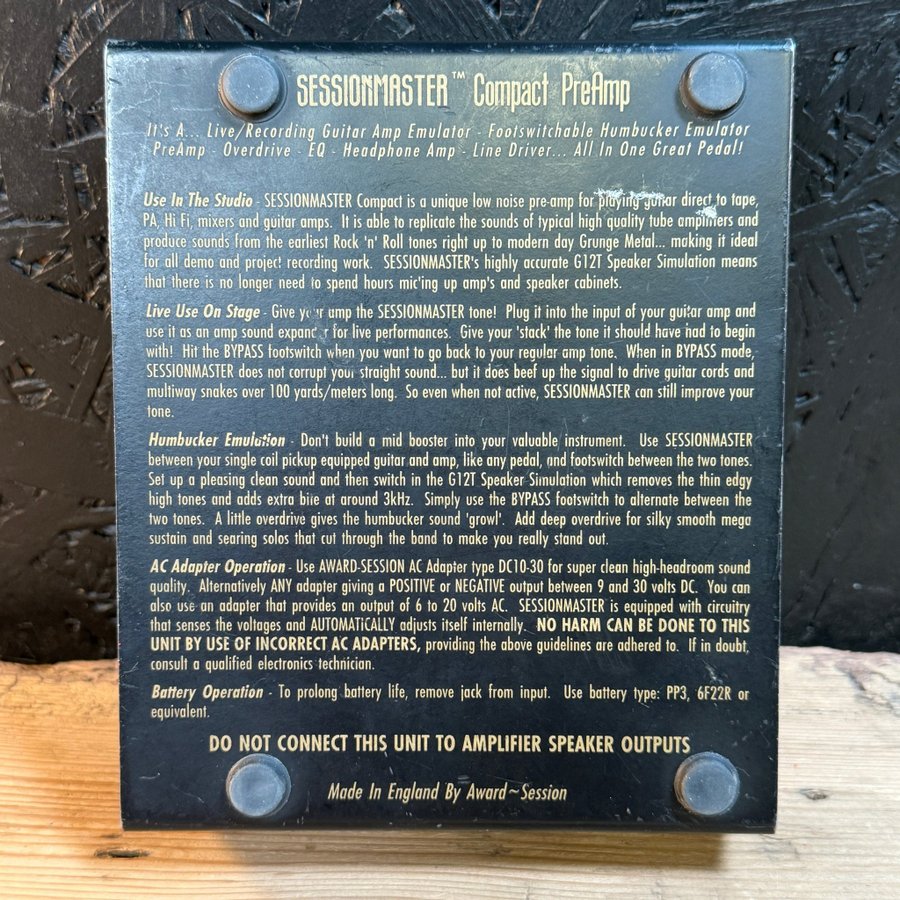 SESSIONMASTER™ Compact PreAmp
It's A... Live/Recording Guitar Amp Emulator - Footswitchable Humbucker Emulator
PreAmp - Overdrive - EQ - Headphone Amp - Line Driver... All In One Great Pedal!
Use In The Studio - SESSIONMASTER Compact is a unique low noise pre-amp for playing guitar direct to tape,
PA, Hi Fi, mixers and guitar amps. It is able to replicate the sounds of typical high quality tube amplifiers and
produce sounds from the earliest Rock 'n' Roll tones right up to modern day Grunge Metal... making it ideal
for all demo and project recording work. SESSIONMASTER's highly accurate G12T Speaker Simulation means
that there is no longer need to spend hours mic'ing up amp's and speaker cabinets.
Live Use On Stage - Give your amp the SESSIONMASTER tone! Plug it into the input of your guitar amp and
use it as an amp sound expander for live performances. Give your 'stack' the tone it should have had to begin
with! Hit the BYPASS footswitch when you want to go back to your regular amp tone. When in BYPASS mode,
SESSIONMASTER does not corrupt your straight sound... but it does beef up the signal to drive guitar cords and
multiway snakes over 100 yards/meters long. So even when not active, SESSIONMASTER can still improve your
tone.
Humbucker Emulation - Don't build a mid booster into your valuable instrument. Use SESSIONMASTER
between your single coil pickup equipped guitar and amp, like any pedal, and footswitch between the two tones.
Set up a pleasing clean sound and then switch in the G12T Speaker Simulation which removes the thin edgy
high tones and adds extra bite at around 3kHz. Simply use the BYPASS footswitch to alternate between the
two tones. A little overdrive gives the humbucker sound 'growl'. Add deep overdrive for silky smooth mega
sustain and searing solos that cut through the band to make you really stand out.
AC Adapter Operation - Use AWARD-SESSION AC Adapter type DC10-30 for super clean high-headroom sound
quality. Alternatively ANY adapter giving a POSITIVE or NEGATIVE output between 9 and 30 volts DC. You can
also use an adapter that provides an output of 6 to 20 volts AC. SESSIONMASTER is equipped with circuitry
that senses the voltages and AUTOMATICALLY adjusts itself internally. NO HARM CAN BE DONE TO THIS
UNIT BY USE OF INCORRECT AC ADAPTERS, providing the above guidelines are adhered to. If in doubt,
consult a qualified electronics technician.
Battery Operation - To prolong battery life, remove jack from input. Use battery type: PP3, 6F22R or
equivalent.
DO NOT CONNECT THIS UNIT TO AMPLIFIER SPEAKER OUTPUTS
Made In England By Award~Session